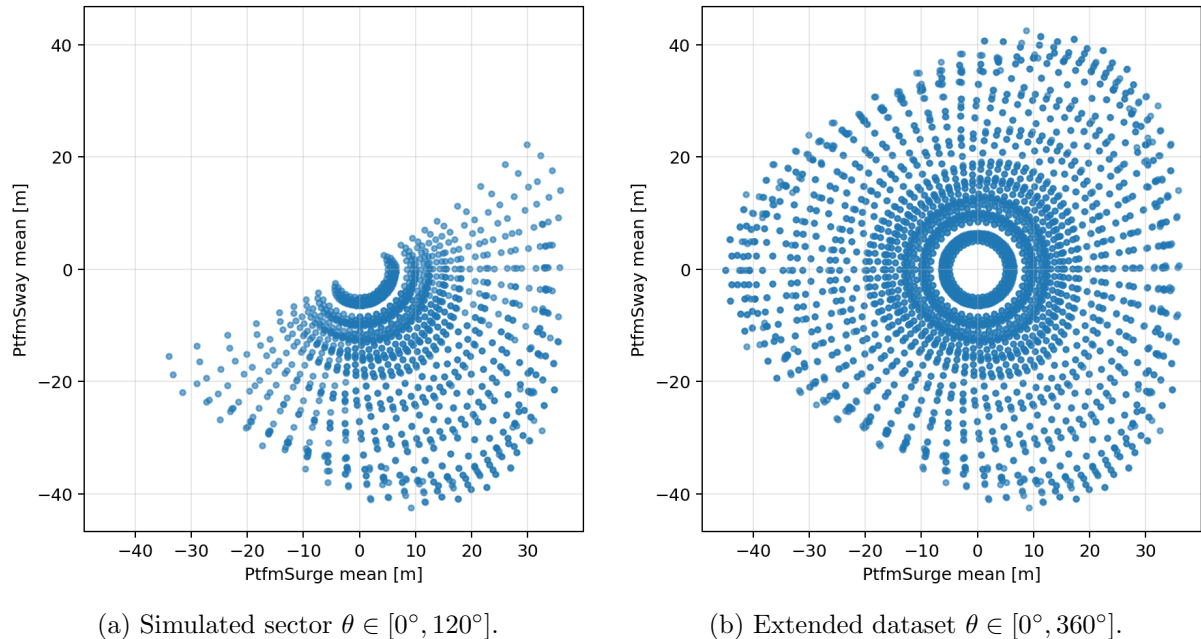 40
20
0
−20
−40
PtfmSway mean [m]
−40 −30 −20 −10 0 10 20 30
PtfmSurge mean [m]
(a) Simulated sector θ ∈ [0°, 120°].
40
20
0
−20
−40
PtfmSway mean [m]
−40 −30 −20 −10 0 10 20 30
PtfmSurge mean [m]
(b) Extended dataset θ ∈ [0°, 360°].